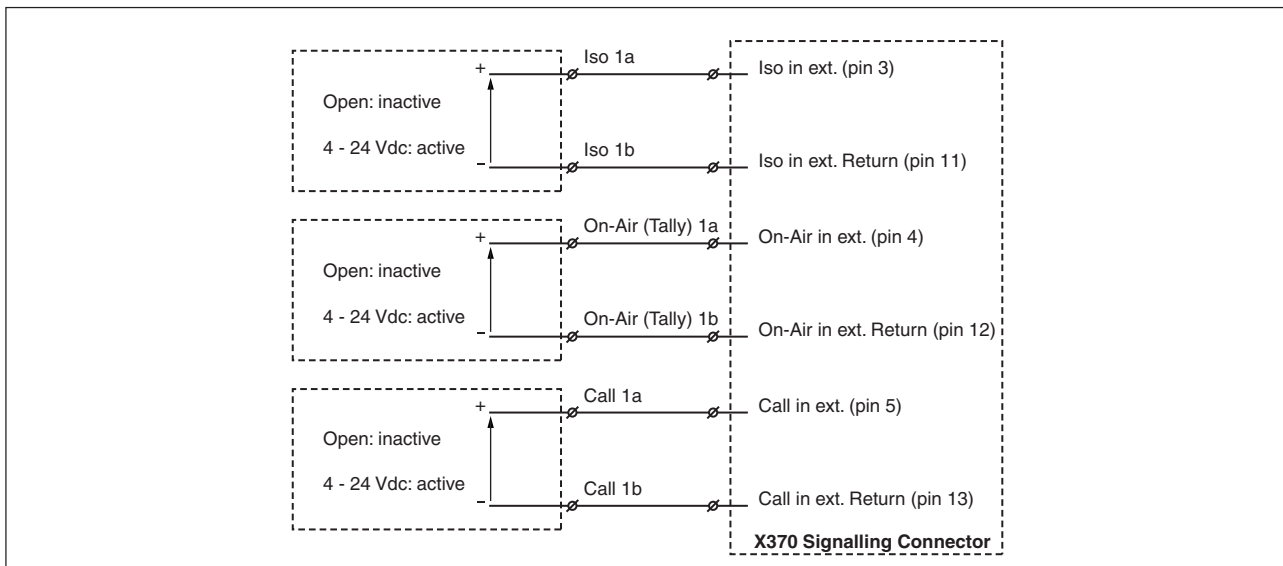 Iso 1a
Iso in ext. (pin 3)
+
Open: inactive
4 - 24 Vdc: active
–
Iso 1b
Iso in ext. Return (pin 11)
On-Air (Tally) 1a
On-Air in ext. (pin 4)
+
Open: inactive
4 - 24 Vdc: active
–
On-Air (Tally) 1b
On-Air in ext. Return (pin 12)
Call 1a
Call in ext. (pin 5)
+
Open: inactive
4 - 24 Vdc: active
–
Call 1b
Call in ext. Return (pin 13)
X370 Signalling Connector